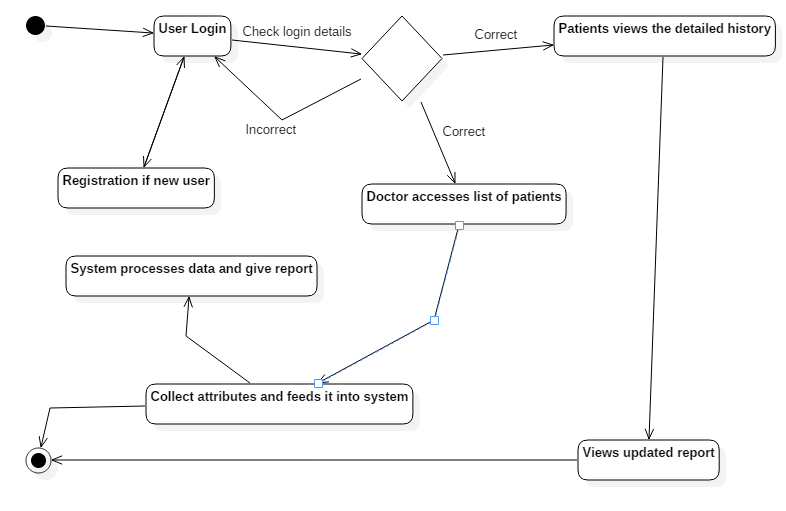 User Login
Check login details
Correct
Patients views the detailed history
Incorrect
Correct
Registration if new user
Doctor accesses list of patients
System processes data and give report
Collect attributes and feeds it into system
Views updated report